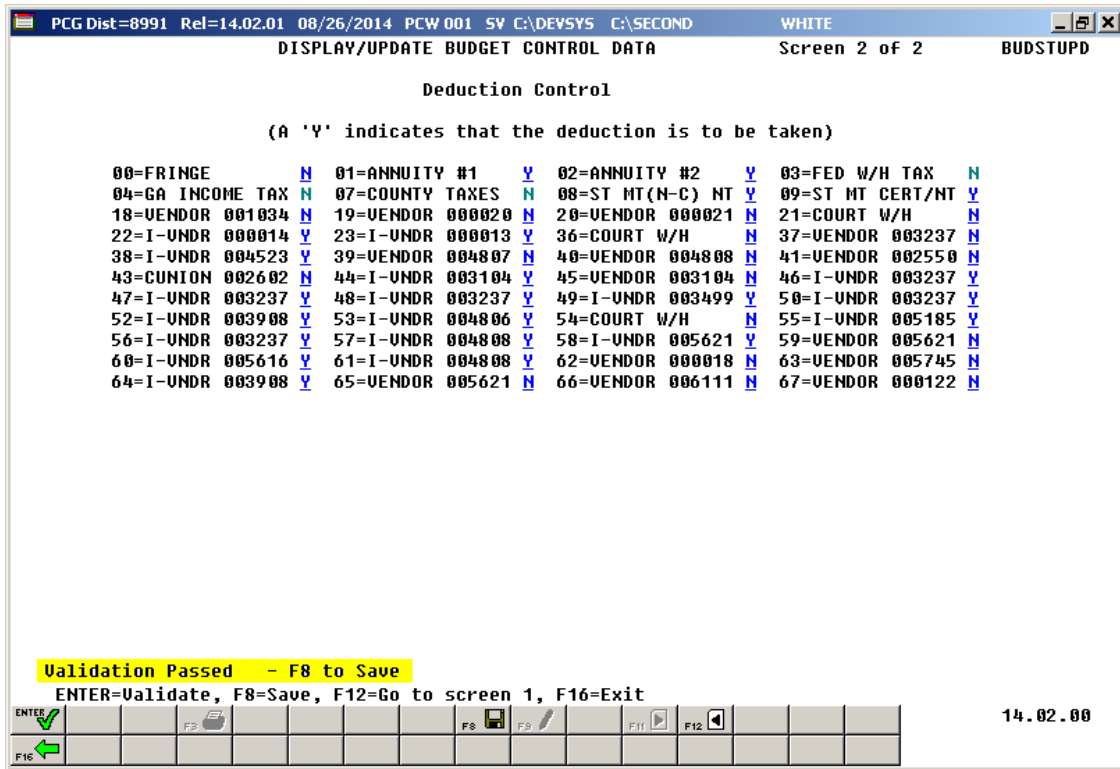 PCG Dist=8991 Rel=14.02.01 08/26/2014 PCW 001 SV C:\DEVSYS C:\SECOND WHITE
DISPLAY/UPDATE BUDGET CONTROL DATA Screen 2 of 2 BUDSTUPD
Deduction Control
(A 'Y' indicates that the deduction is to be taken)
00=FRINGE N 01=ANNUITY #1 Y 02=ANNUITY #2 Y 03=FED W/H TAX N
04=GA INCOME TAX N 07=COUNTY TAXES N 08=ST MT(N-C) NT Y 09=ST MT CERT/NT Y
18=VENDOR 001034 N 19=VENDOR 000020 N 20=VENDOR 000021 N 21=COURT W/H N
22=I-VNDR 000014 Y 23=I-VNDR 000013 Y 36=COURT W/H N 37=VENDOR 003237 N
38=I-VNDR 004523 Y 39=VENDOR 004807 N 40=VENDOR 004808 N 41=VENDOR 002550 N
43=CUNION 002602 N 44=I-VNDR 003104 Y 45=VENDOR 003104 N 46=I-VNDR 003237 Y
47=I-VNDR 003237 Y 48=I-VNDR 003237 Y 49=I-VNDR 003499 Y 50=I-VNDR 003237 Y
52=I-VNDR 003908 Y 53=I-VNDR 004806 Y 54=COURT W/H N 55=I-VNDR 005185 Y
56=I-VNDR 003237 Y 57=I-VNDR 004808 Y 58=I-VNDR 005621 Y 59=VENDOR 005621 N
60=I-VNDR 005616 Y 61=I-VNDR 004808 Y 62=VENDOR 000018 N 63=VENDOR 005745 N
64=I-VNDR 003908 Y 65=VENDOR 005621 N 66=VENDOR 006111 N 67=VENDOR 000122 N
Validation Passed - F8 to Save
ENTER=Validate, F8=Save, F12=Go to screen 1, F16=Exit
ENTER F3 F8 F9 F11 F12 14.02.00
F16